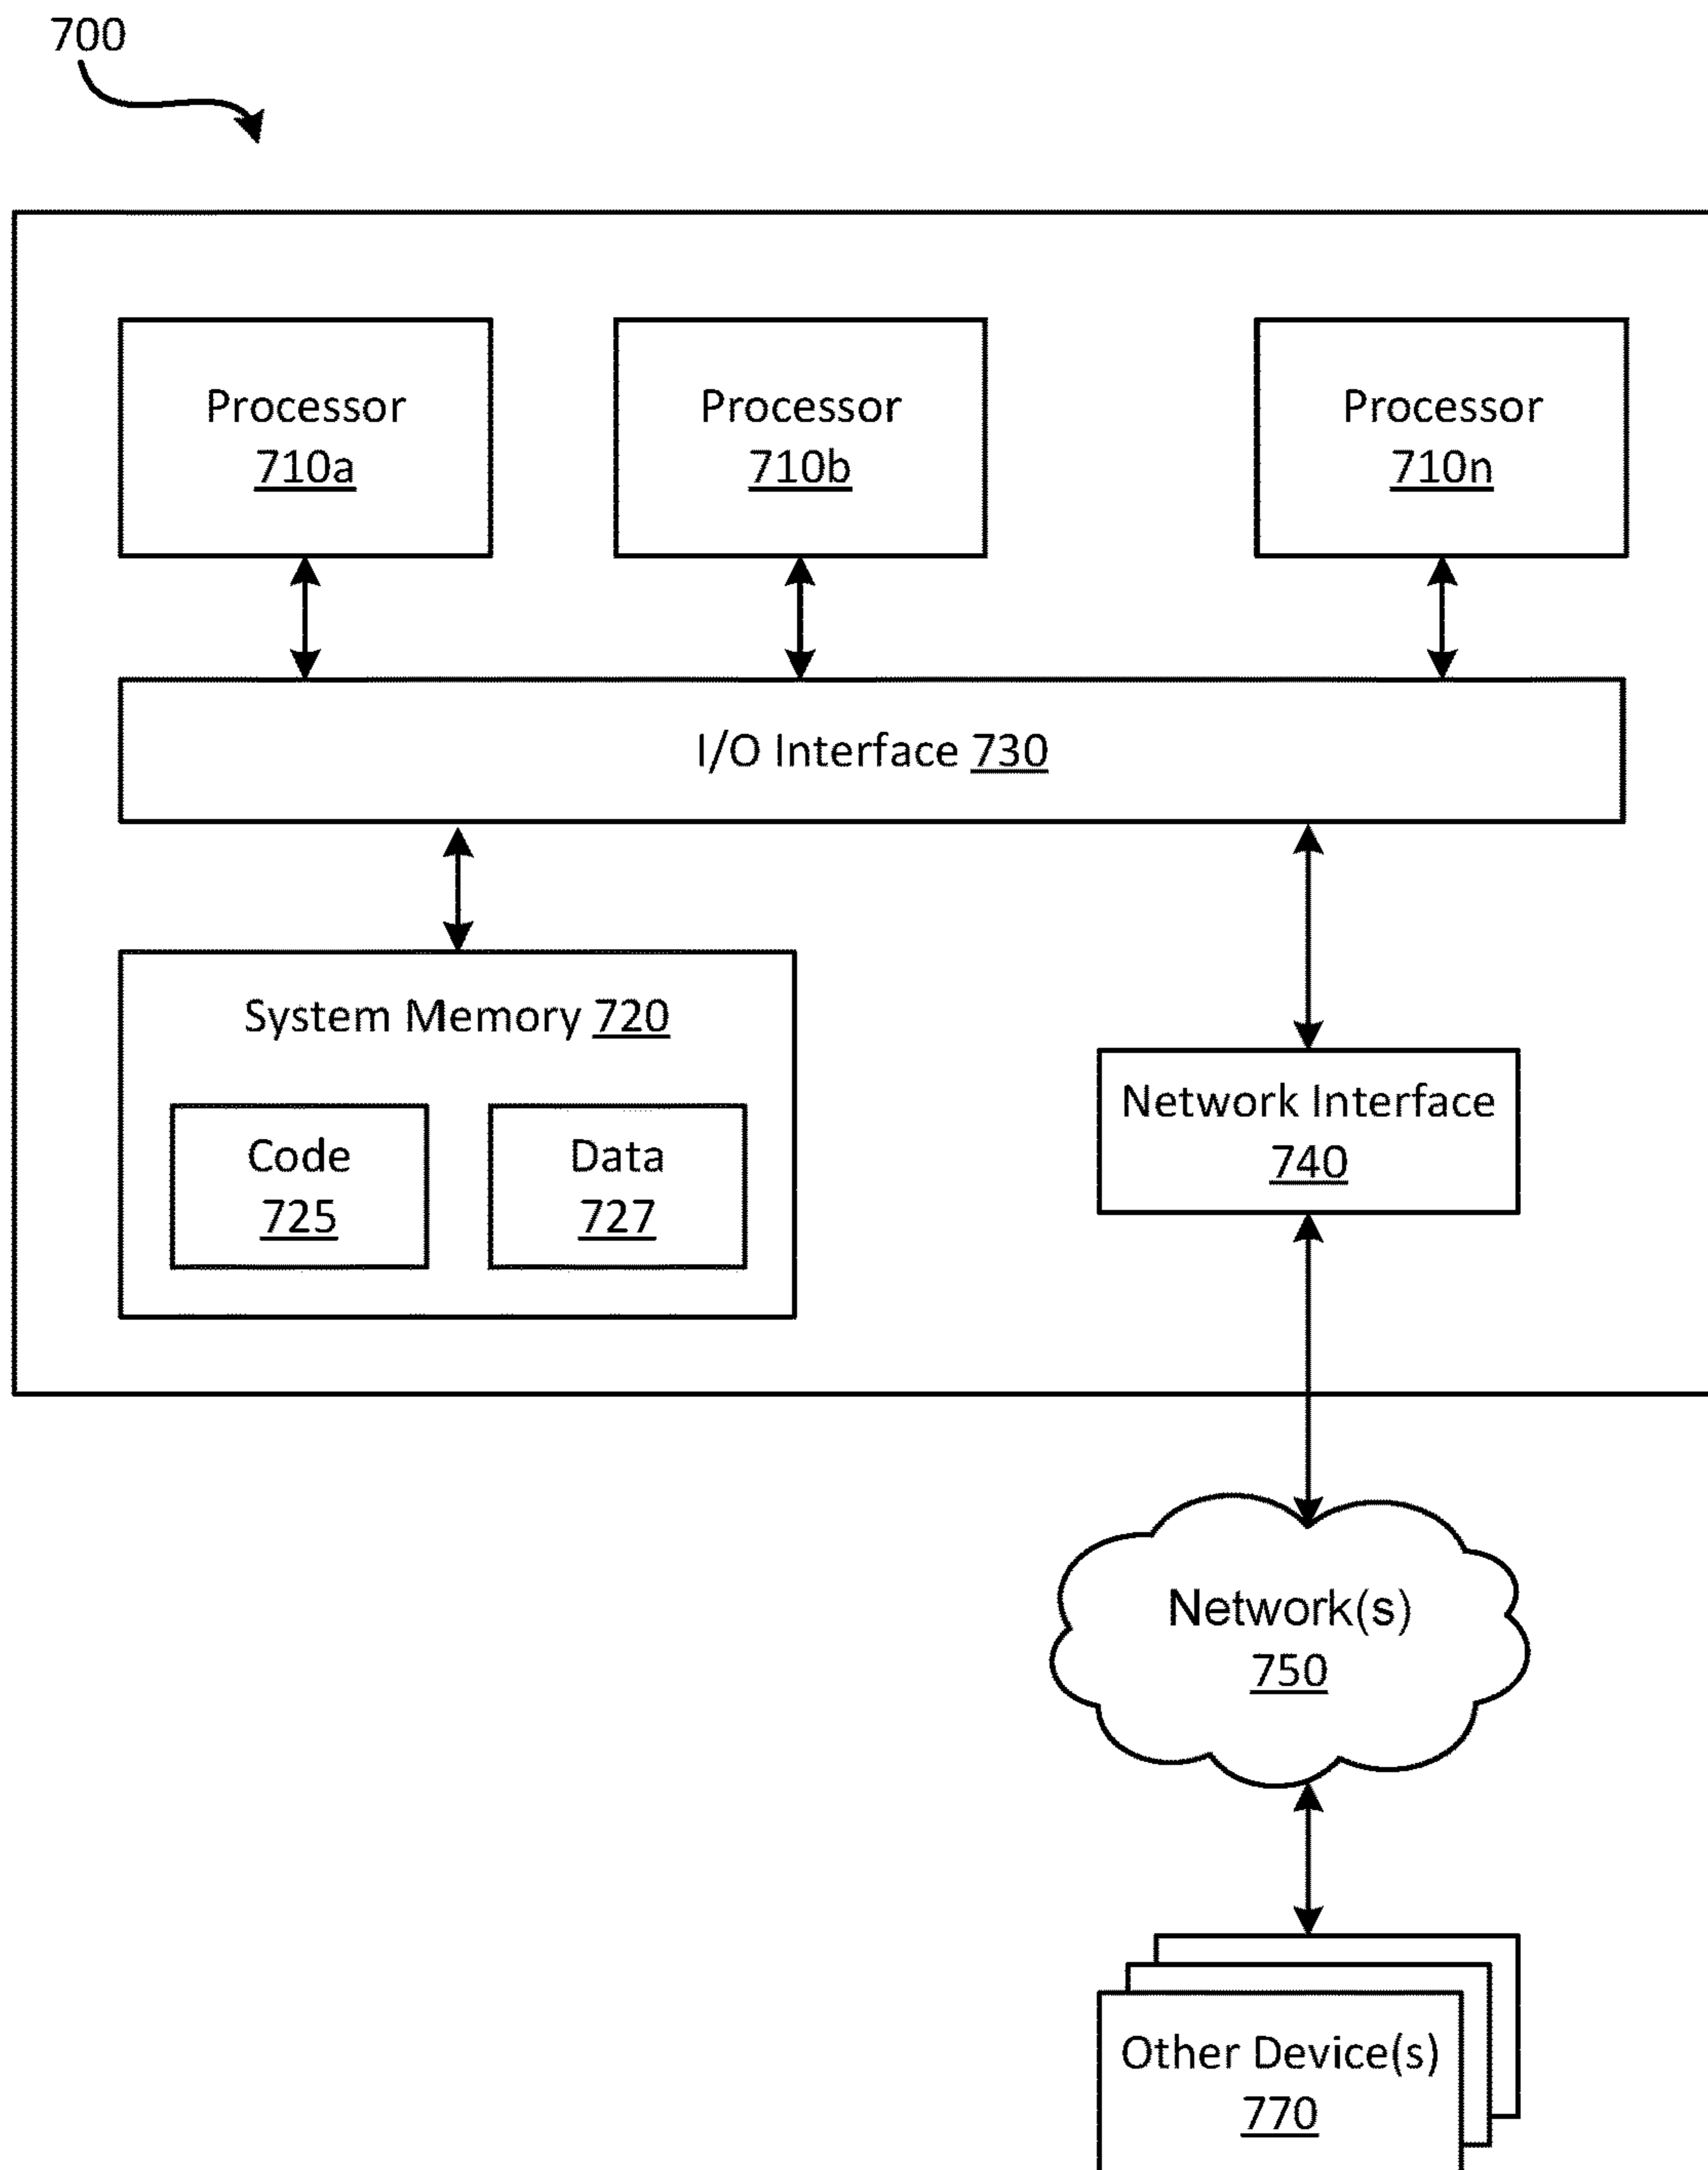 700
Processor
710a
Processor
710b
Processor
710n
I/O Interface 730
System Memory 720
Code
725
Data
727
Network Interface
740
Network(s)
750
Other Device(s)
770